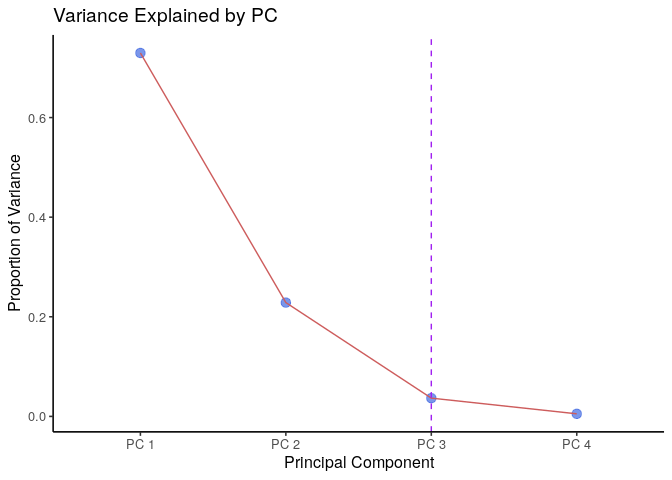 Variance Explained by PC
Proportion of Variance
0.6
0.4
0.2
0.0
PC 1 PC 2 PC 3 PC 4
Principal Component